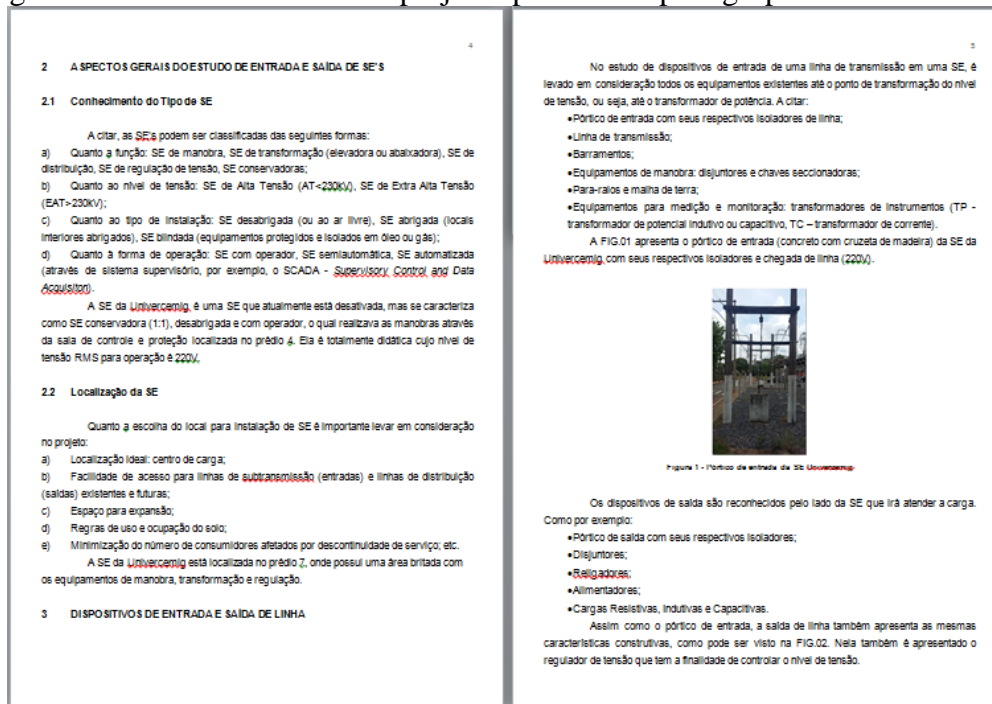 4
2 ASPECTOS GERAIS DO ESTUDO DE ENTRADA E SAÍDA DE SE'S
2.1 Conhecimento do Tipo de SE
A citar, as SE's podem ser classificadas das seguintes formas:
a) Quanto a função: SE de manobra, SE de transformação (elevadora ou abaixadora), SE de
distribuição, SE de regulação de tensão, SE conservadoras;
b) Quanto ao nível de tensão: SE de Alta Tensão (AT<230kV), SE de Extra Alta Tensão
(EAT>230kV);
c) Quanto ao tipo de instalação: SE desabrigada (ou ao ar livre), SE abrigada (locais
interiores abrigados), SE blindada (equipamentos protegidos e isolados em óleo ou gás);
d) Quanto à forma de operação: SE com operador, SE semiautomática, SE automatizada
(através de sistema supervisório, por exemplo, o SCADA - Supervisory Control and Data
Acquisiton).
A SE da Univercemig, é uma SE que atualmente está desativada, mas se caracteriza
como SE conservadora (1:1), desabrigada e com operador, o qual realizava as manobras através
da sala de controle e proteção localizada no prédio 4. Ela é totalmente didática cujo nível de
tensão RMS para operação é 220V.
2.2 Localização da SE
Quanto a escolha do local para instalação de SE é importante levar em consideração
no projeto:
a) Localização ideal: centro de carga;
b) Facilidade de acesso para linhas de subtransmissão (entradas) e linhas de distribuição
(saídas) existentes e futuras;
c) Espaço para expansão;
d) Regras de uso e ocupação do solo;
e) Minimização do número de consumidores afetados por descontinuidade de serviço; etc.
A SE da Univercemig está localizada no prédio 7, onde possui uma área britada com
os equipamentos de manobra, transformação e regulação.
3 DISPOSITIVOS DE ENTRADA E SAÍDA DE LINHA
5
No estudo de dispositivos de entrada de uma linha de transmissão em uma SE, é
levado em consideração todos os equipamentos existentes até o ponto de transformação do nível
de tensão, ou seja, até o transformador de potência. A citar:
•Pórtico de entrada com seus respectivos isoladores de linha;
•Linha de transmissão;
•Barramentos;
•Equipamentos de manobra: disjuntores e chaves seccionadoras;
•Para-raios e malha de terra;
•Equipamentos para medição e monitoração: transformadores de instrumentos (TP -
transformador de potencial indutivo ou capacitivo, TC – transformador de corrente).
A FIG.01 apresenta o pórtico de entrada (concreto com cruzeta de madeira) da SE da
Univercemig, com seus respectivos isoladores e chegada de linha (220V).
Figura 1 - Pórtico de entrada da SE Univercemig.
Os dispositivos de saída são reconhecidos pelo lado da SE que irá atender a carga.
Como por exemplo:
•Pórtico de saída com seus respectivos isoladores;
•Disjuntores;
•Religadores;
•Alimentadores;
•Cargas Resistivas, Indutivas e Capacitivas.
Assim como o pórtico de entrada, a saída de linha também apresenta as mesmas
características construtivas, como pode ser visto na FIG.02. Nela também é apresentado o
regulador de tensão que tem a finalidade de controlar o nível de tensão.